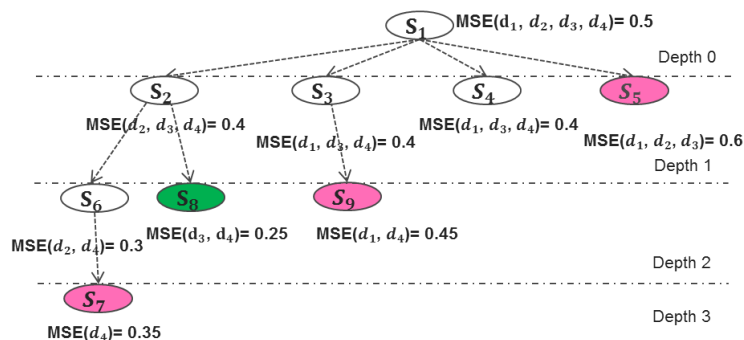 S₁ MSE(d₁, d₂, d₃, d₄)= 0.5
Depth 0
S₂ S₃ S₄ S₅
MSE(d₂, d₃, d₄)= 0.4
MSE(d₁, d₃, d₄)= 0.4
MSE(d₁, d₃, d₄)= 0.4
MSE(d₁, d₂, d₃)= 0.6
Depth 1
S₆ S₈ S₉
MSE(d₂, d₄)= 0.3
MSE(d₃, d₄)= 0.25
MSE(d₁, d₄)= 0.45
Depth 2
S₇
Depth 3
MSE(d₄)= 0.35